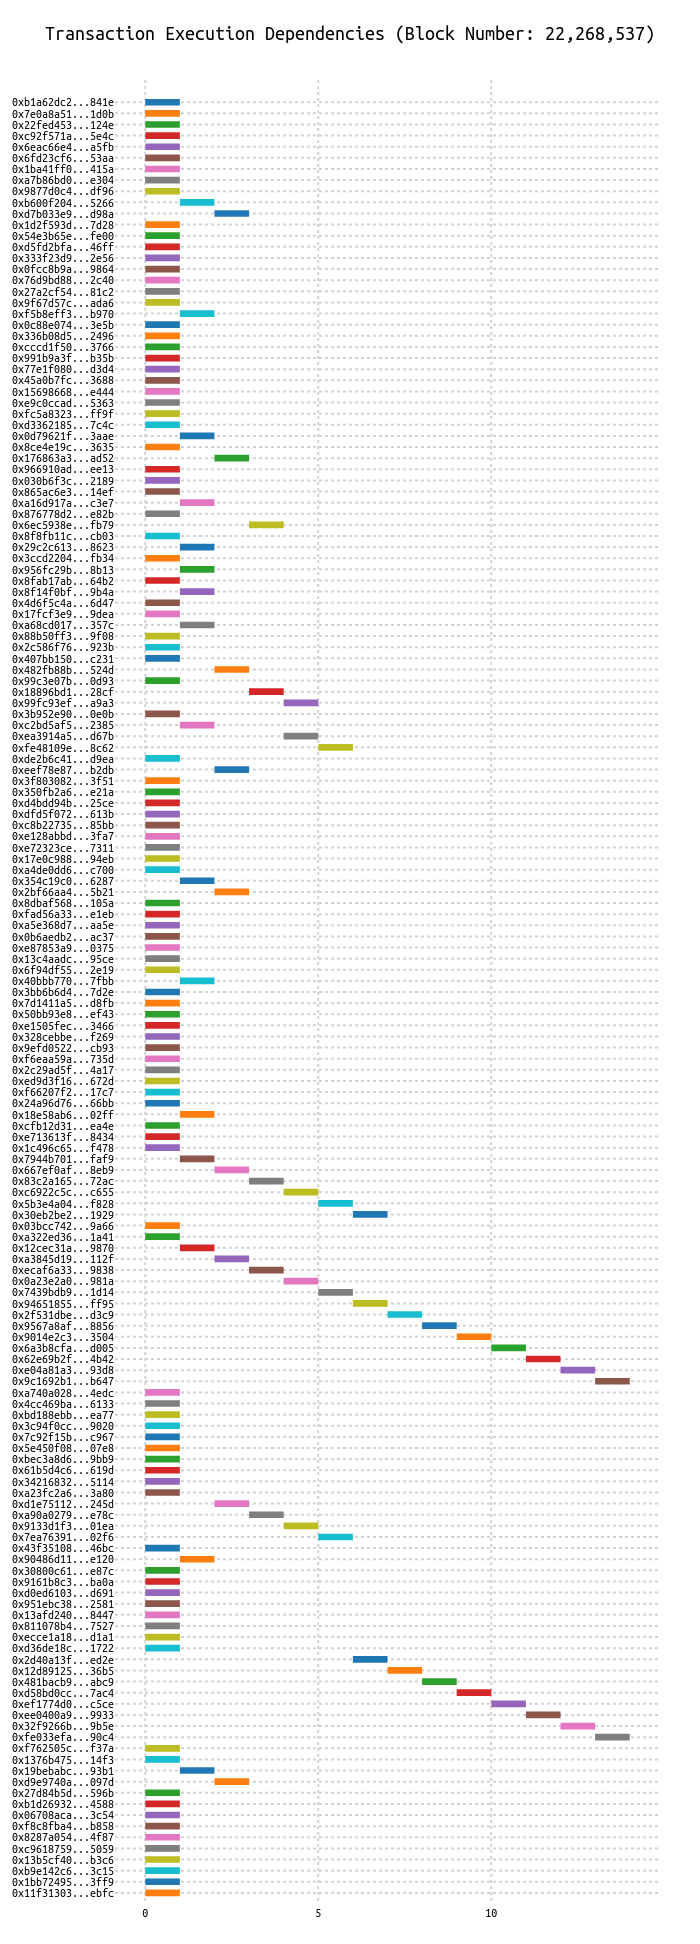 Transaction Execution Dependencies (Block Number: 22,268,537)
0xb1a62dc2...841e
0x7e0a8a51...1d0b
0x22fed453...124e
0xc92f571a...5e4c
0x6eac66e4...a5fb
0x6fd23cf6...53aa
0x1ba41ff0...415a
0xa7b86bd0...e304
0x9877d0c4...df96
0xb600f204...5266
0xd7b033e9...d98a
0x1d2f593d...7d28
0x54e3b65e...fe00
0xd5fd2bfa...46ff
0x333f23d9...2e56
0x0fcc8b9a...9864
0x76d9bd88...2c40
0x27a2cf54...81c2
0x9f67d57c...ada6
0xf5b8eff3...b970
0x0c88e074...3e5b
0x336b08d5...2496
0xcccd1f50...3766
0x991b9a3f...b35b
0x77e1f080...d3d4
0x45a0b7fc...3688
0x15698668...e444
0xe9c0ccad...5363
0xfc5a8323...ff9f
0xd3362185...7c4c
0x0d79621f...3aae
0x8ce4e19c...3635
0x176863a3...ad52
0x966910ad...ee13
0x030b6f3c...2189
0x865ac6e3...14ef
0xa16d917a...c3e7
0x876778d2...e82b
0x6ec5938e...fb79
0x8f8fb11c...cb03
0x29c2c613...8623
0x3ccd2204...fb34
0x956fc29b...8b13
0x8fab17ab...64b2
0x8f14f0bf...9b4a
0x4d6f5c4a...6d47
0x17fcf3e9...9dea
0xa68cd017...357c
0x88b50ff3...9f08
0x2c586f76...923b
0x407bb150...c231
0x482fb88b...524d
0x99c3e07b...0d93
0x18896bd1...28cf
0x99fc93ef...a9a3
0x3b952e90...0e0b
0xc2bd5af5...2385
0xea3914a5...d67b
0xfe48109e...8c62
0xde2b6c41...d9ea
0xeef78e87...b2db
0x3f803082...3f51
0x350fb2a6...e21a
0xd4bdd94b...25ce
0xdfd5f072...613b
0xc8b22735...85bb
0xe128abbd...3fa7
0xe72323ce...7311
0x17e0c988...94eb
0xa4de0dd6...c700
0x354c19c0...6287
0x2bf66aa4...5b21
0x8dbaf568...105a
0xfad56a33...e1eb
0xa5e368d7...aa5e
0x0b6aedb2...ac37
0xe87853a9...0375
0x13c4aadc...95ce
0x6f94df55...2e19
0x40bbb770...7fbb
0x3bb6b6d4...7d2e
0x7d1411a5...d8fb
0x50bb93e8...ef43
0xe1505fec...3466
0x328cebbe...f269
0x9efd0522...cb93
0xf6eaa59a...735d
0x2c29ad5f...4a17
0xed9d3f16...672d
0xf66207f2...17c7
0x24a96d76...66bb
0x18e58ab6...02ff
0xcfb12d31...ea4e
0xe713613f...8434
0x1c496c65...f478
0x7944b701...faf9
0x667ef0af...8eb9
0x83c2a165...72ac
0xc6922c5c...c655
0x5b3e4a04...f828
0x30eb2be2...1929
0x03bcc742...9a66
0xa322ed36...1a41
0x12cec31a...9870
0xa3845d19...112f
0xecaf6a33...9838
0x0a23e2a0...981a
0x7439bdb9...1d14
0x94651855...ff95
0x2f531dbe...d3c9
0x9567a8af...8856
0x9014e2c3...3504
0x6a3b8cfa...d005
0x62e69b2f...4b42
0xe04a81a3...93d8
0x9c1692b1...b647
0xa740a028...4edc
0x4cc469ba...6133
0xbd188ebb...ea77
0x3c94f0cc...9020
0x7c92f15b...c967
0x5e450f08...07e8
0xbec3a8d6...9bb9
0x61b5d4c6...619d
0x34216832...5114
0xa23fc2a6...3a80
0xd1e75112...245d
0xa90a0279...e78c
0x9133d1f3...01ea
0x7ea76391...02f6
0x43f35108...46bc
0x90486d11...e120
0x30800c61...e87c
0x9161b8c3...ba0a
0xd0ed6103...d691
0x951ebc38...2581
0x13afd240...8447
0x811078b4...7527
0xecce1a18...d1a1
0xd36de18c...1722
0x2d40a13f...ed2e
0x12d89125...36b5
0x481bacb9...abc9
0xd58bd0cc...7ac4
0xef1774d0...c5ce
0xee0400a9...9933
0x32f9266b...9b5e
0xfe033efa...90c4
0xf762505c...f37a
0x1376b475...14f3
0x19bebabc...93b1
0xd9e9740a...097d
0x27d84b5d...596b
0xb1d26932...4588
0x06708aca...3c54
0xf8c8fba4...b858
0x8287a054...4f87
0xc9618759...5059
0x13b5cf40...b3c6
0xb9e142c6...3c15
0x1bb72495...3ff9
0x11f31303...ebfc
0 5 10